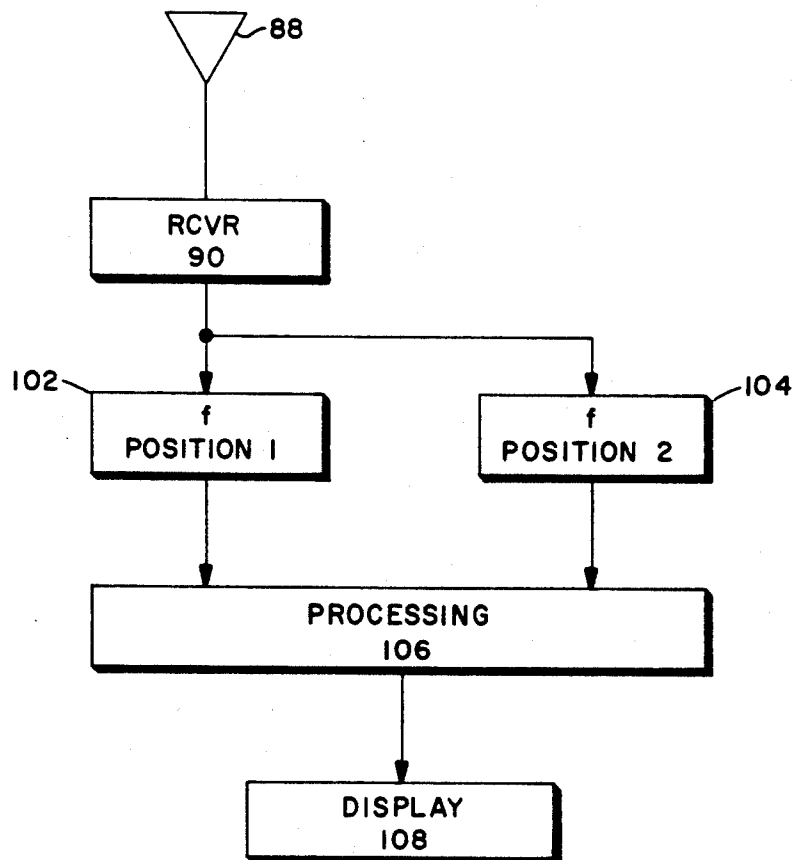 88
RCVR
90
102
f
POSITION 1
104
f
POSITION 2
PROCESSING
106
DISPLAY
108